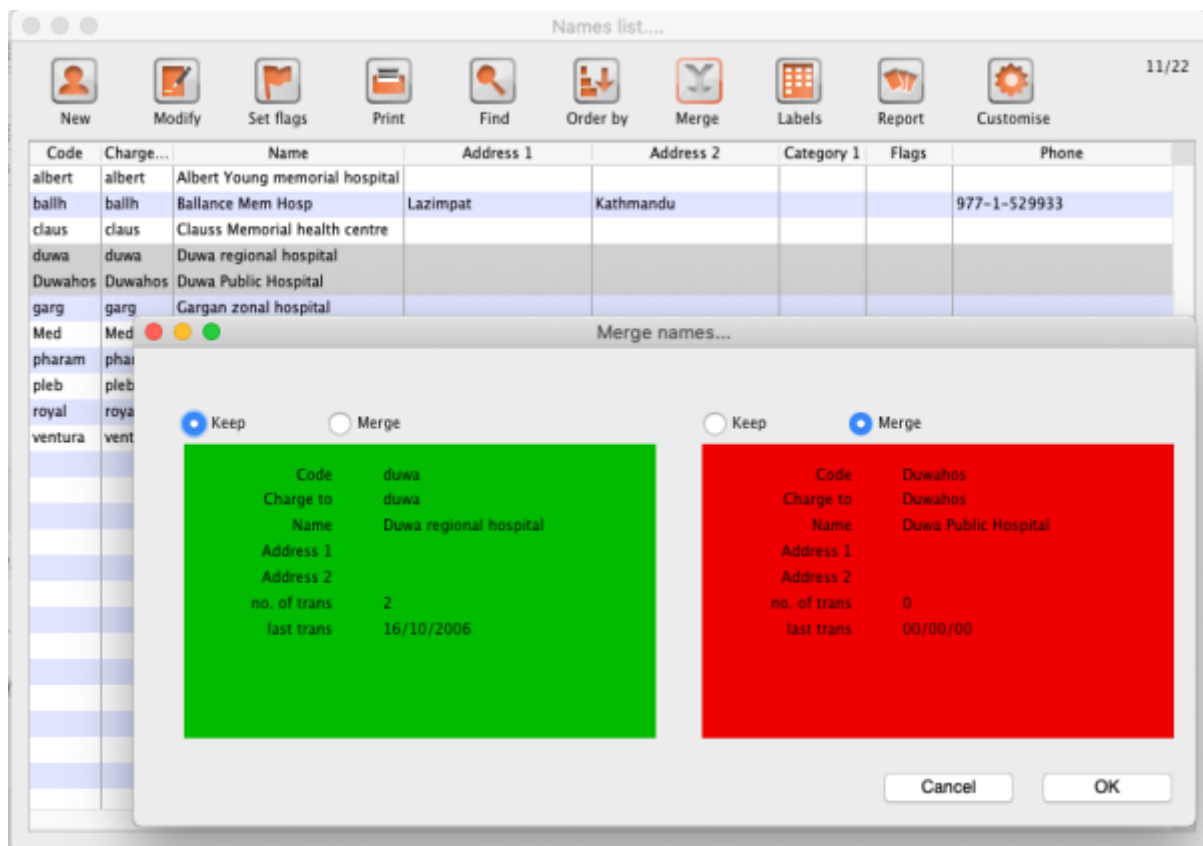 Names list....
New Modify Set flags Print Find Order by Merge Labels Report Customise 11/22
Code Charge... Name Address 1 Address 2 Category 1 Flags Phone
albert albert Albert Young memorial hospital
ballh ballh Ballance Mem Hosp Lazimpat Kathmandu 977-1-529933
claus claus Clauss Memorial health centre
duwa duwa Duwa regional hospital
Duwahos Duwahos Duwa Public Hospital
garg garg Gargan zonal hospital
Med Med
pharam phar
pleb pleb
royal roya
ventura vent
Merge names...
Keep Merge Keep Merge
Code duwa Code Duwahos
Charge to duwa Charge to Duwahos
Name Duwa regional hospital Name Duwa Public Hospital
Address 1 Address 1
Address 2 Address 2
no. of trans 2 no. of trans 0
last trans 16/10/2006 last trans 00/00/00
Cancel OK